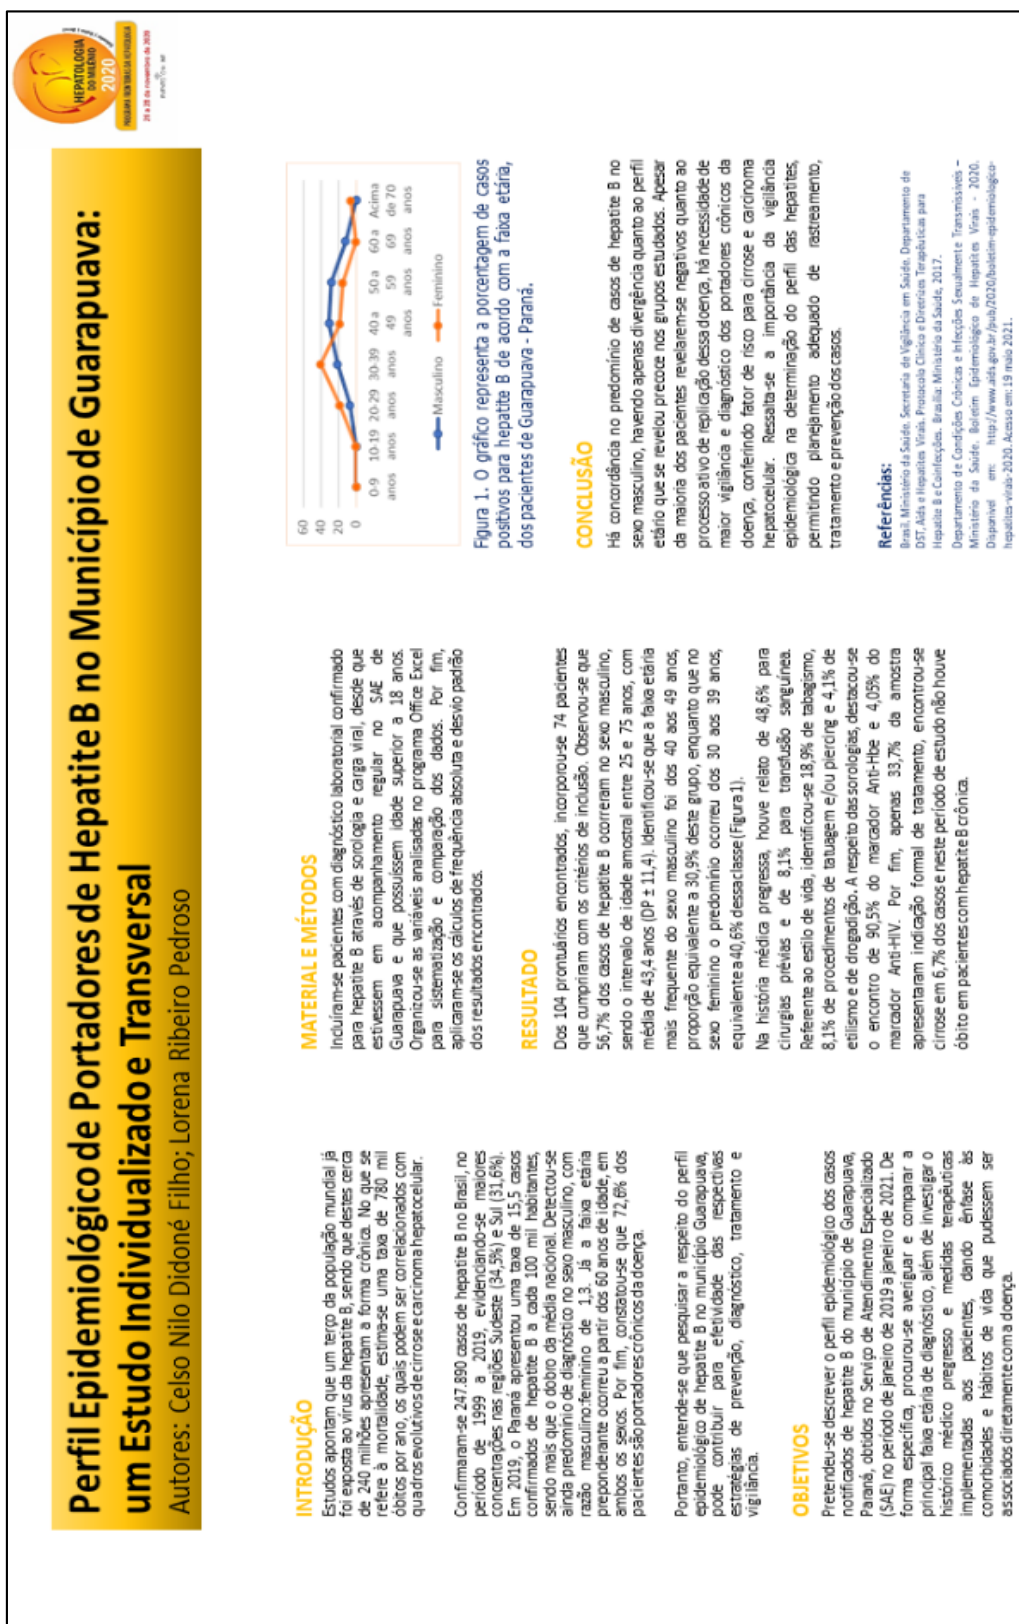 HEPATOLOGIA
DO MILÊNIO
2020
PROGRAMA FRONTEIRAS DA HEPATOLOGIA
26 a 28 de novembro de 2020
Perfil Epidemiológico de Portadores de Hepatite B no Município de Guarapuava:
um Estudo Individualizado e Transversal
Autores: Celso Nilo Didoné Filho; Lorena Ribeiro Pedroso
INTRODUÇÃO
Estudos apontam que um terço da população mundial já
foi exposta ao vírus da hepatite B, sendo que destes cerca
de 240 milhões apresentam a forma crônica. No que se
refere à mortalidade, estima-se uma taxa de 780 mil
óbitos por ano, os quais podem ser correlacionados com
quadros evolutivos de cirrose e carcinoma hepatocelular.
Confirmaram-se 247.890 casos de hepatite B no Brasil, no
período de 1999 a 2019, evidenciando-se maiores
concentrações nas regiões Sudeste (34,5%) e Sul (31,6%).
Em 2019, o Paraná apresentou uma taxa de 15,5 casos
confirmados de hepatite B a cada 100 mil habitantes,
sendo mais que o dobro da média nacional. Detectou-se
ainda predomínio de diagnóstico no sexo masculino, com
razão masculino:feminino de 1,3. Já a faixa etária
preponderante ocorreu a partir dos 60 anos de idade, em
ambos os sexos. Por fim, constatou-se que 72,6% dos
pacientes são portadores crônicos da doença.
Portanto, entende-se que pesquisar a respeito do perfil
epidemiológico de hepatite B no município Guarapuava,
pode contribuir para efetividade das respectivas
estratégias de prevenção, diagnóstico, tratamento e
vigilância.
OBJETIVOS
Pretendeu-se descrever o perfil epidemiológico dos casos
notificados de hepatite B do município de Guarapuava,
Paraná, obtidos no Serviço de Atendimento Especializado
(SAE) no período de janeiro de 2019 a janeiro de 2021. De
forma específica, procurou-se averiguar e comparar a
principal faixa etária de diagnóstico, além de investigar o
histórico médico pregresso e medidas terapêuticas
implementadas aos pacientes, dando ênfase às
comorbidades e hábitos de vida que pudessem ser
associados diretamente com a doença.
MATERIAL E MÉTODOS
Incluíram-se pacientes com diagnóstico laboratorial confirmado
para hepatite B através de sorologia e carga viral, desde que
estivessem em acompanhamento regular no SAE de
Guarapuava e que possuíssem idade superior a 18 anos.
Organizou-se as variáveis analisadas no programa Office Excel
para sistematização e comparação dos dados. Por fim,
aplicaram-se os cálculos de frequência absoluta e desvio padrão
dos resultados encontrados.
RESULTADO
Dos 104 prontuários encontrados, incorporou-se 74 pacientes
que cumpriram com os critérios de inclusão. Observou-se que
56,7% dos casos de hepatite B ocorreram no sexo masculino,
sendo o intervalo de idade amostral entre 25 e 75 anos, com
média de 43,4 anos (DP ± 11,4). Identificou-se que a faixa etária
mais frequente do sexo masculino foi dos 40 aos 49 anos,
proporção equivalente a 30,9% deste grupo, enquanto que no
sexo feminino o predomínio ocorreu dos 30 aos 39 anos,
equivalente a 40,6% dessa classe (Figura 1).
Na história médica pregressa, houve relato de 48,6% para
cirurgias prévias e de 8,1% para transfusão sanguínea.
Referente ao estilo de vida, identificou-se 18,9% de tabagismo,
8,1% de procedimentos de tatuagem e/ou piercing e 4,1% de
etilismo e de drogadição. A respeito das sorologias, destacou-se
o encontro de 90,5% do marcador Anti-Hbe e 4,05% do
marcador Anti-HIV. Por fim, apenas 33,7% da amostra
apresentaram indicação formal de tratamento, encontrou-se
cirrose em 6,7% dos casos e neste período de estudo não houve
óbito em pacientes com hepatite B crônica.
60
40
20
0
0-9 10-19 20-29 30-39 40 a 50 a 60 a Acima
anos anos anos anos 49 59 69 de 70
anos anos anos anos
Masculino Feminino
Figura 1. O gráfico representa a porcentagem de casos
positivos para hepatite B de acordo com a faixa etária,
dos pacientes de Guarapuava - Paraná.
CONCLUSÃO
Há concordância no predomínio de casos de hepatite B no
sexo masculino, havendo apenas divergência quanto ao perfil
etário que se revelou precoce nos grupos estudados. Apesar
da maioria dos pacientes revelaram-se negativos quanto ao
processo ativo de replicação dessa doença, há necessidade de
maior vigilância e diagnóstico dos portadores crônicos da
doença, conferindo fator de risco para cirrose e carcinoma
hepatocelular. Ressalta-se a importância da vigilância
epidemiológica na determinação do perfil das hepatites,
permitindo planejamento adequado de rastreamento,
tratamento e prevenção dos casos.
Referências:
Brasil. Ministério da Saúde. Secretaria de Vigilância em Saúde. Departamento de
DST, Aids e Hepatites Virais. Protocolo Clínico e Diretrizes Terapêuticas para
Hepatite B e Coinfecções. Brasília: Ministério da Saúde, 2017.
Departamento de Condições Crônicas e Infecções Sexualmente Transmissíveis –
Ministério da Saúde. Boletim Epidemiológico de Hepatites Virais - 2020.
Disponível em: http://www.aids.gov.br/pub/2020/boletim-epidemiologico-
hepatites-virais-2020. Acesso em: 19 maio 2021.